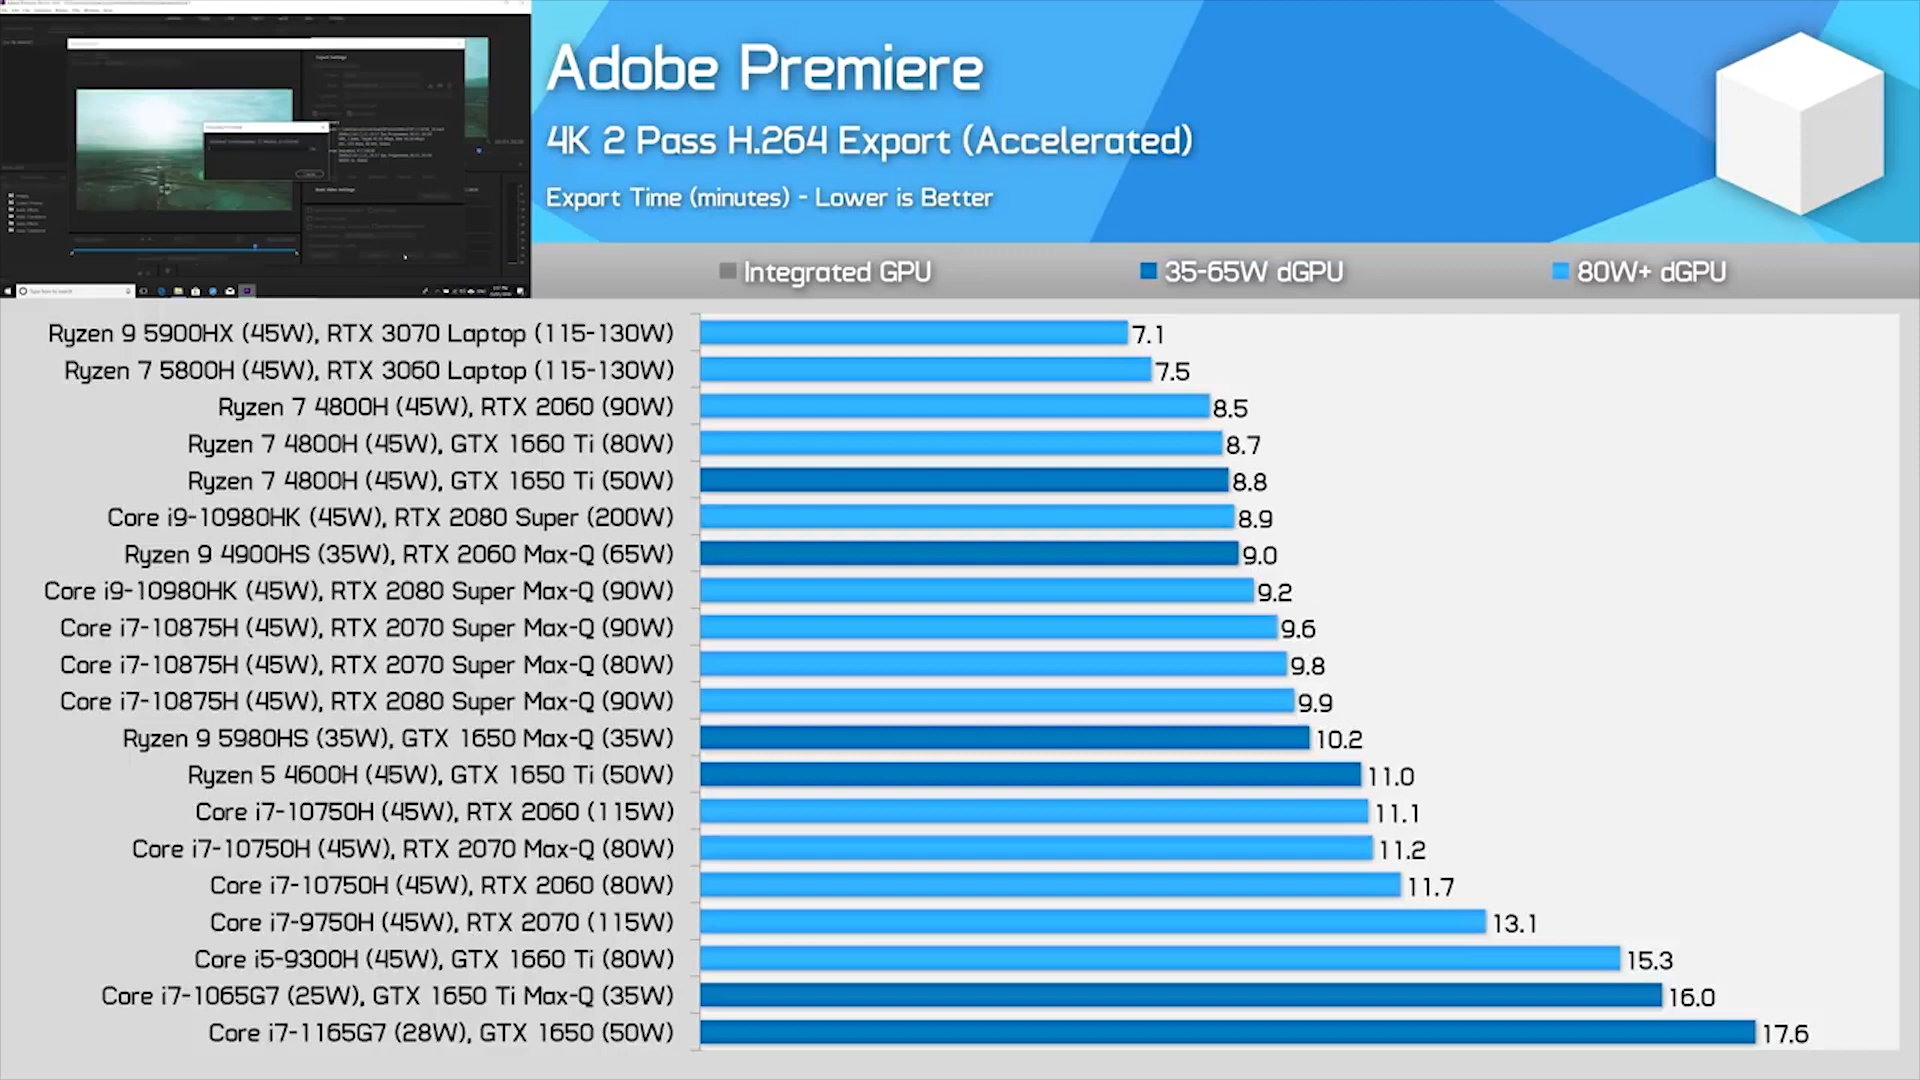 Adobe Premiere
4K 2 Pass H.264 Export (Accelerated)
Export Time (minutes) - Lower is Better
Integrated GPU
35-65W dGPU
80W+ dGPU
Ryzen 9 5900HX (45W), RTX 3070 Laptop (115-130W) 7.1
Ryzen 7 5800H (45W), RTX 3060 Laptop (115-130W) 7.5
Ryzen 7 4800H (45W), RTX 2060 (90W) 8.5
Ryzen 7 4800H (45W), GTX 1660 Ti (80W) 8.7
Ryzen 7 4800H (45W), GTX 1650 Ti (50W) 8.8
Core i9-10980HK (45W), RTX 2080 Super (200W) 8.9
Ryzen 9 4900HS (35W), RTX 2060 Max-Q (65W) 9.0
Core i9-10980HK (45W), RTX 2080 Super Max-Q (90W) 9.2
Core i7-10875H (45W), RTX 2070 Super Max-Q (90W) 9.6
Core i7-10875H (45W), RTX 2070 Super Max-Q (80W) 9.8
Core i7-10875H (45W), RTX 2080 Super Max-Q (90W) 9.9
Ryzen 9 5980HS (35W), GTX 1650 Max-Q (35W) 10.2
Ryzen 5 4600H (45W), GTX 1650 Ti (50W) 11.0
Core i7-10750H (45W), RTX 2060 (115W) 11.1
Core i7-10750H (45W), RTX 2070 Max-Q (80W) 11.2
Core i7-10750H (45W), RTX 2060 (80W) 11.7
Core i7-9750H (45W), RTX 2070 (115W) 13.1
Core i5-9300H (45W), GTX 1660 Ti (80W) 15.3
Core i7-1065G7 (25W), GTX 1650 Ti Max-Q (35W) 16.0
Core i7-1165G7 (28W), GTX 1650 (50W) 17.6